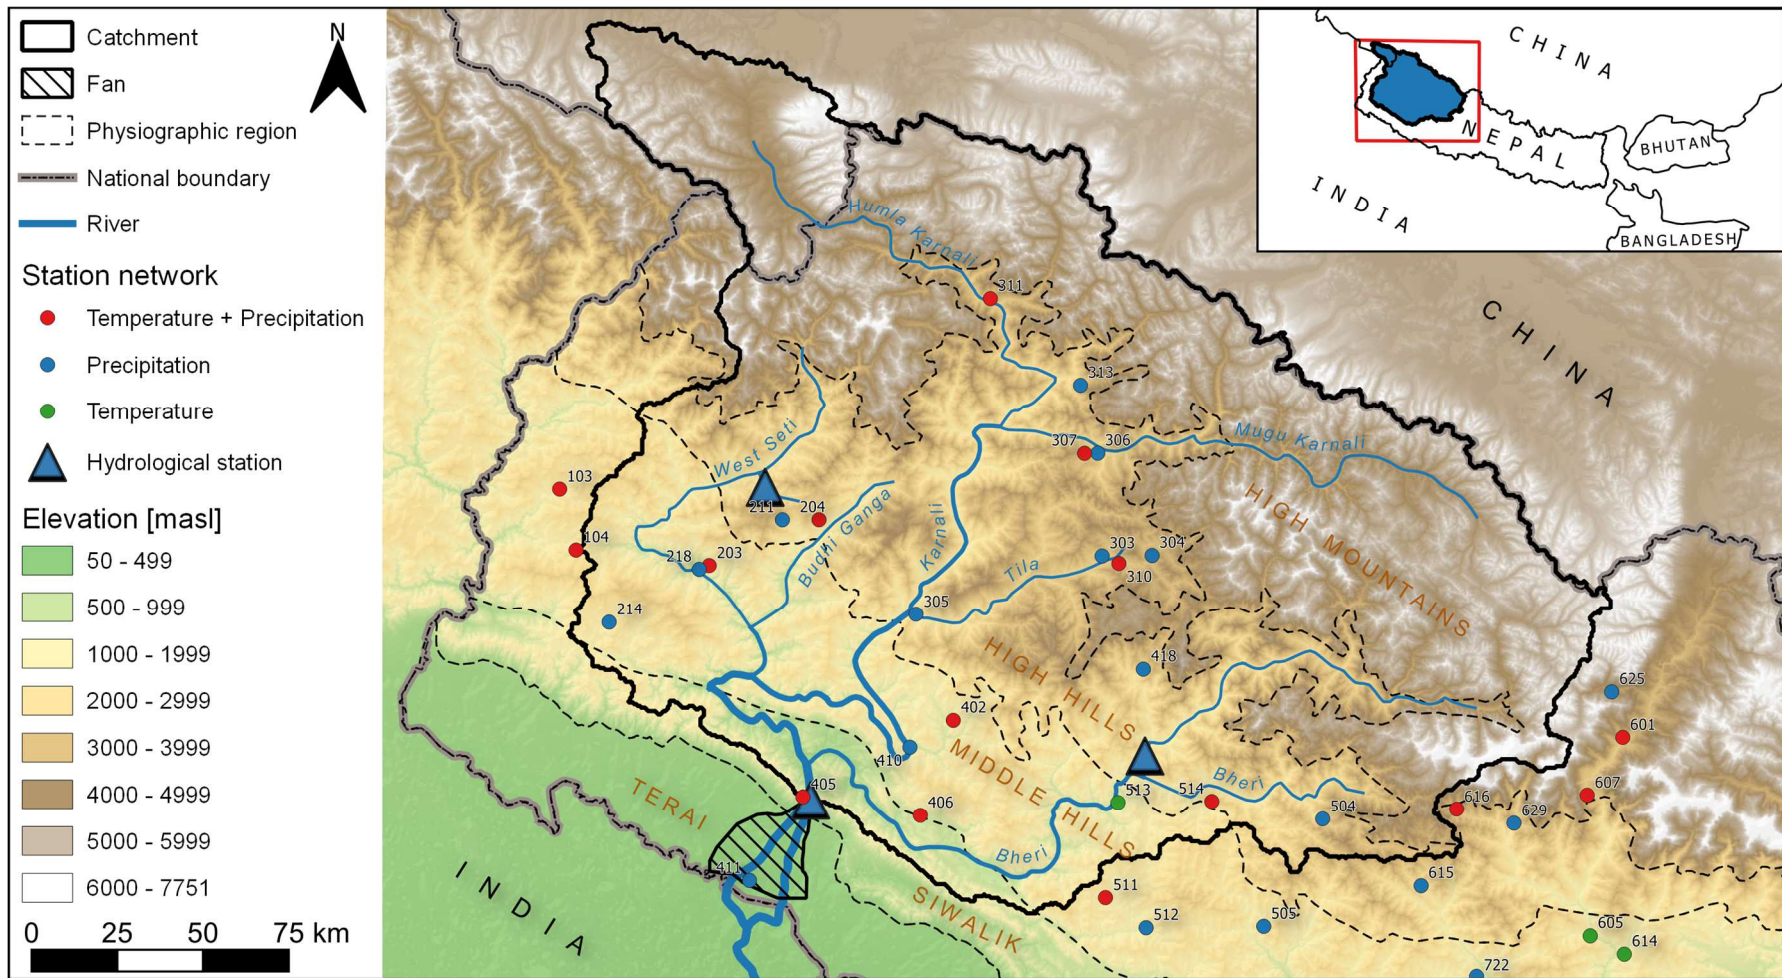 Catchment
Fan
Physiographic region
National boundary
River
Station network
Temperature + Precipitation
Precipitation
Temperature
Hydrological station
Elevation [masl]
50 - 499
500 - 999
1000 - 1999
2000 - 2999
3000 - 3999
4000 - 4999
5000 - 5999
6000 - 7751
0 25 50 75 km
N
CHINA
NEPAL
BHUTAN
INDIA
BANGLADESH
Humla Karnali
311
CHINA
313
307
306
Mugu Karnali
West Seti
103
211
204
Budhi Ganga
Karnali
HIGH MOUNTAINS
104
218
203
303
304
310
Tila
214
305
HIGH HILLS
418
625
402
601
410
MIDDLE HILLS
TERAI
405
406
513
514
Bheri
504
616
629
607
411
Bheri
INDIA
SIWALIK
511
512
505
615
605
614
722